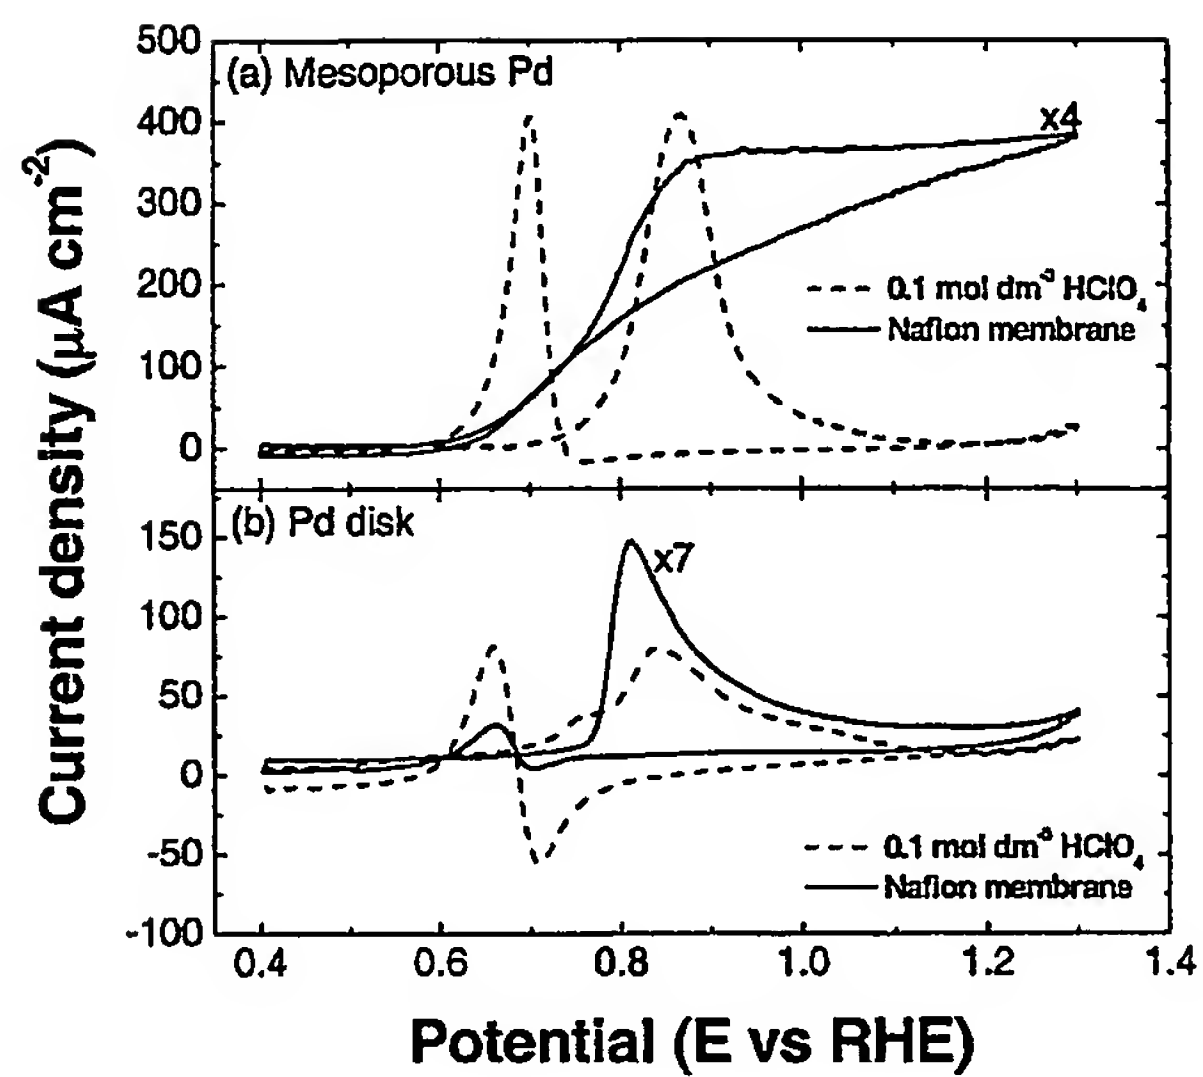 Current density (µA cm⁻²)
500
400
300
200
100
0
(a) Mesoporous Pd
x4
0.1 mol dm⁻³ HClO₄
Nafion membrane
150
100
50
0
-50
-100
(b) Pd disk
x7
0.1 mol dm⁻³ HClO₄
Nafion membrane
0.4 0.6 0.8 1.0 1.2 1.4
Potential (E vs RHE)